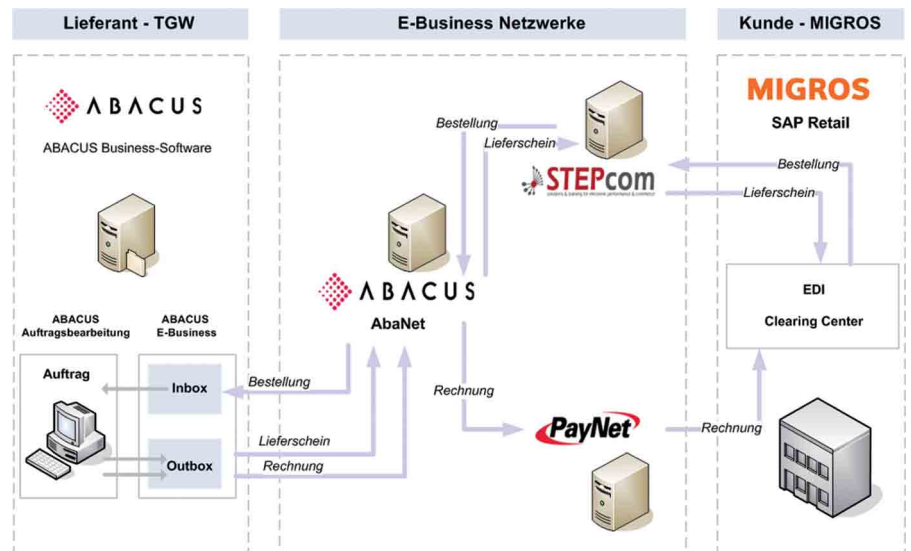 Lieferant - TGW
E-Business Netzwerke
Kunde - MIGROS
ABACUS
ABACUS Business-Software
ABACUS
Auftragsbearbeitung
ABACUS
E-Business
Auftrag
Inbox
Outbox
Bestellung
Lieferschein
Rechnung
Bestellung
Lieferschein
STEPcom
ABACUS
AbaNet
Rechnung
PayNet
MIGROS
SAP Retail
Bestellung
Lieferschein
EDI
Clearing Center
Rechnung